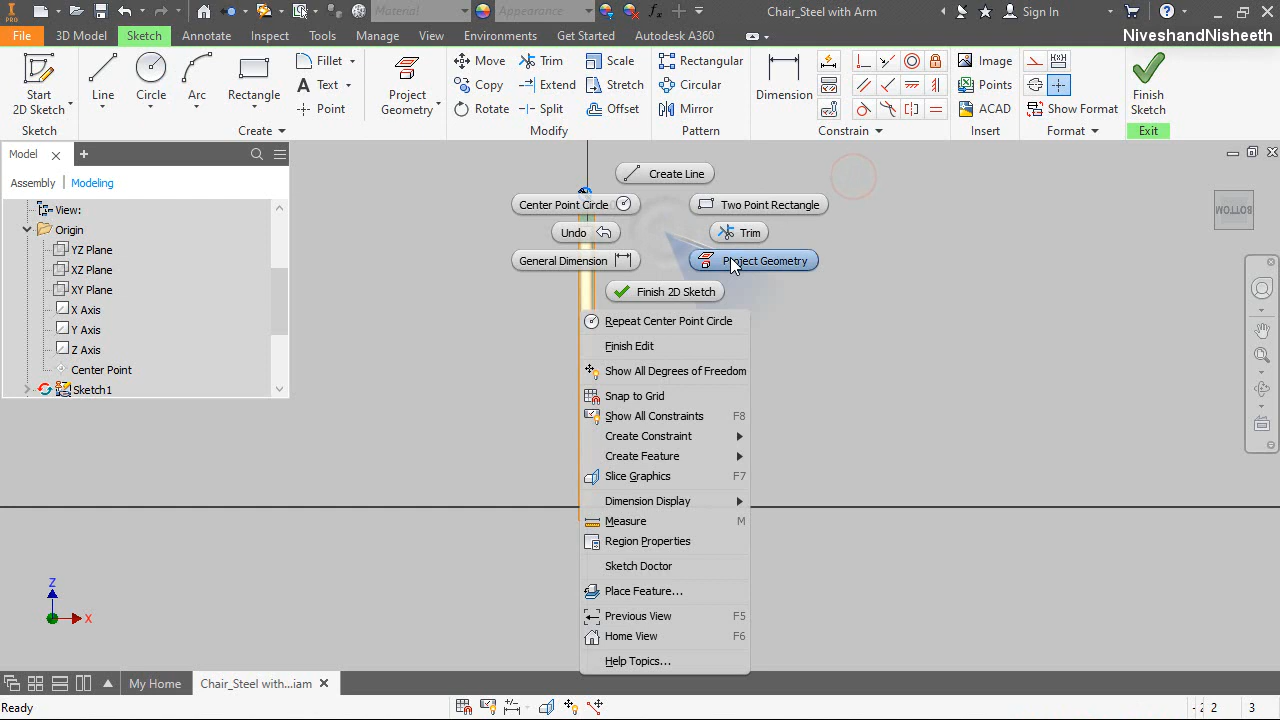 PRO
Material
Appearance
Chair_Steel with Arm
Sign In
File
3D Model
Sketch
Annotate
Inspect
Tools
Manage
View
Environments
Get Started
Autodesk A360
NiveshandNisheeth
Start
2D Sketch
Line
Circle
Arc
Rectangle
Fillet
Text
Point
Project
Geometry
Move
Copy
Rotate
Trim
Extend
Split
Scale
Stretch
Offset
Rectangular
Circular
Mirror
Dimension
Image
Points
ACAD
Show Format
Finish
Sketch
Sketch
Create
Modify
Pattern
Constrain
Insert
Format
Exit
Model
Assembly
Modeling
View:
Origin
YZ Plane
XZ Plane
XY Plane
X Axis
Y Axis
Z Axis
Center Point
Sketch1
Create Line
Center Point Circle
Two Point Rectangle
Undo
Trim
General Dimension
Project Geometry
Finish 2D Sketch
Repeat Center Point Circle
Finish Edit
Show All Degrees of Freedom
Snap to Grid
Show All Constraints F8
Create Constraint
Create Feature
Slice Graphics F7
Dimension Display
Measure M
Region Properties
Sketch Doctor
Place Feature...
Previous View F5
Home View F6
Help Topics...
BOTTOM
Z
X
My Home
Chair_Steel with...iam
Ready
2 3